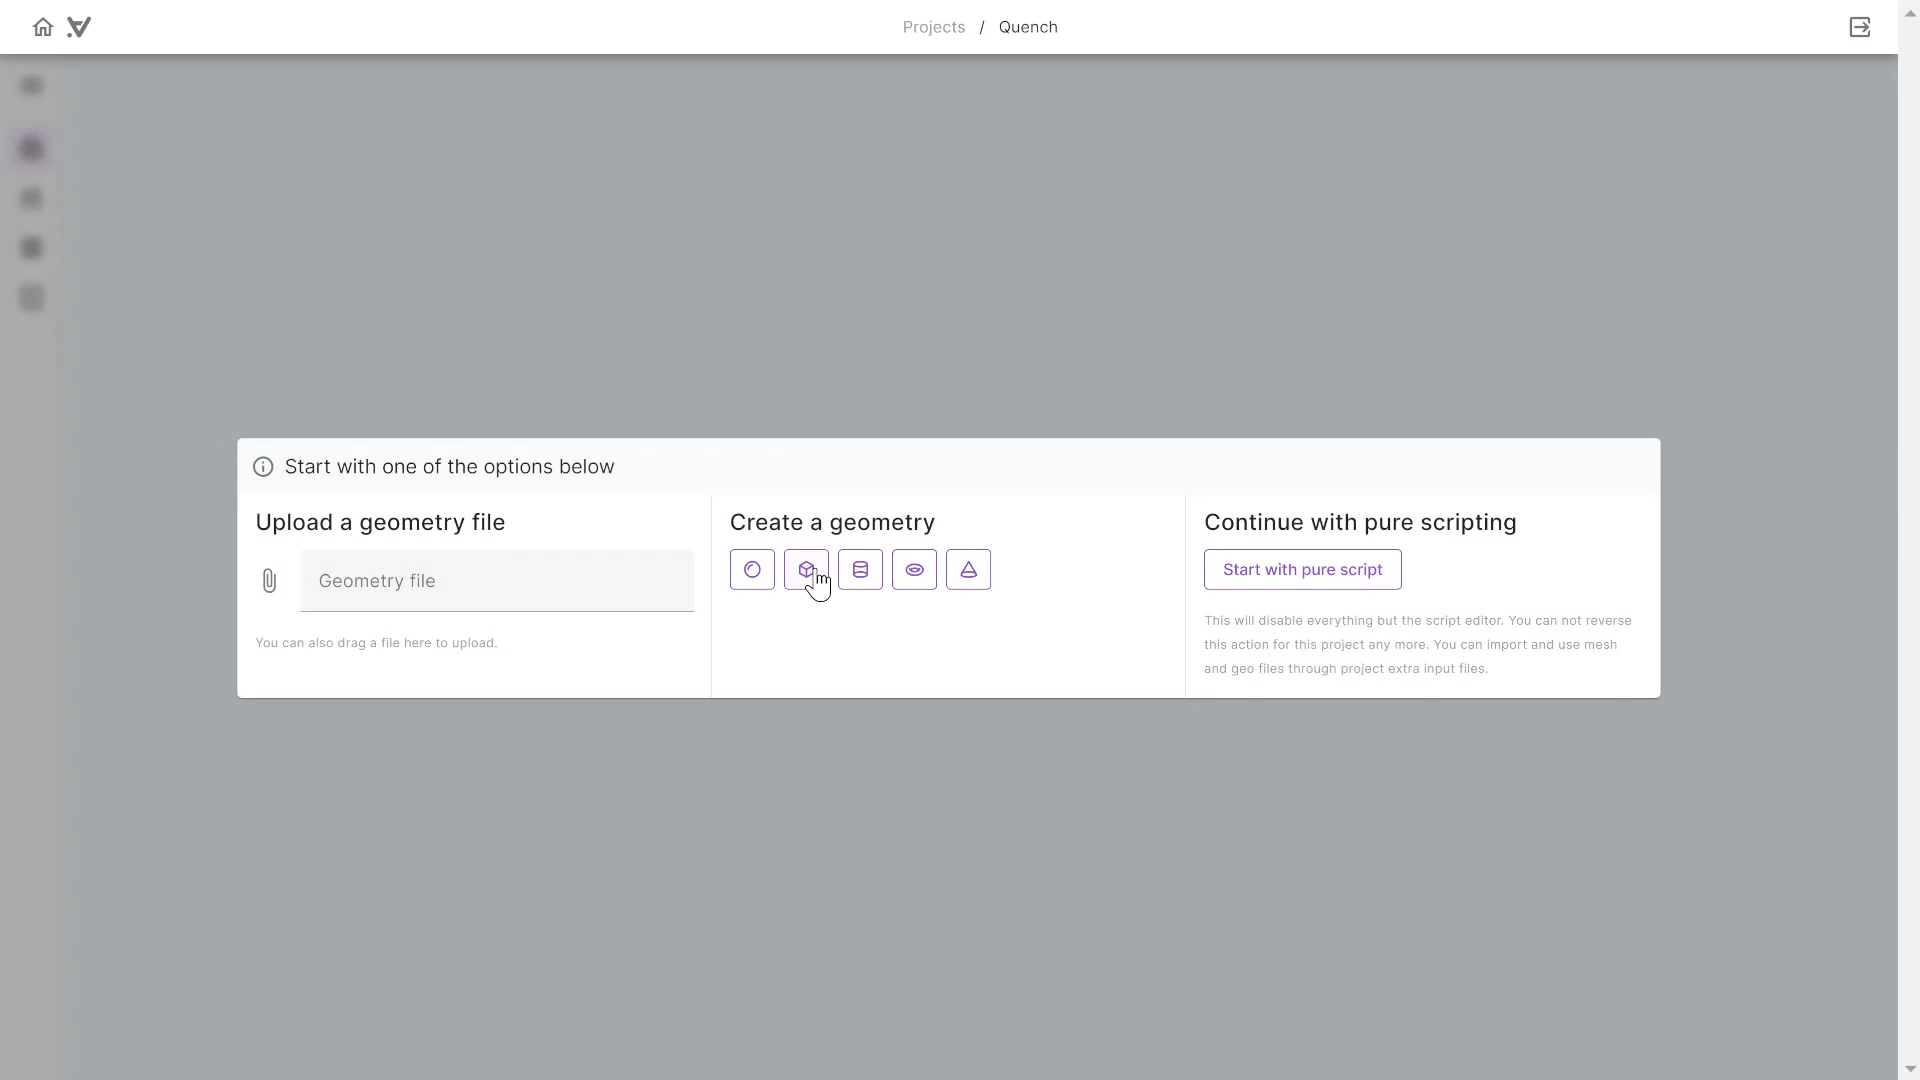 Projects / Quench
Start with one of the options below
Upload a geometry file
Geometry file
You can also drag a file here to upload.
Create a geometry
Continue with pure scripting
Start with pure script
This will disable everything but the script editor. You can not reverse
this action for this project any more. You can import and use mesh
and geo files through project extra input files.